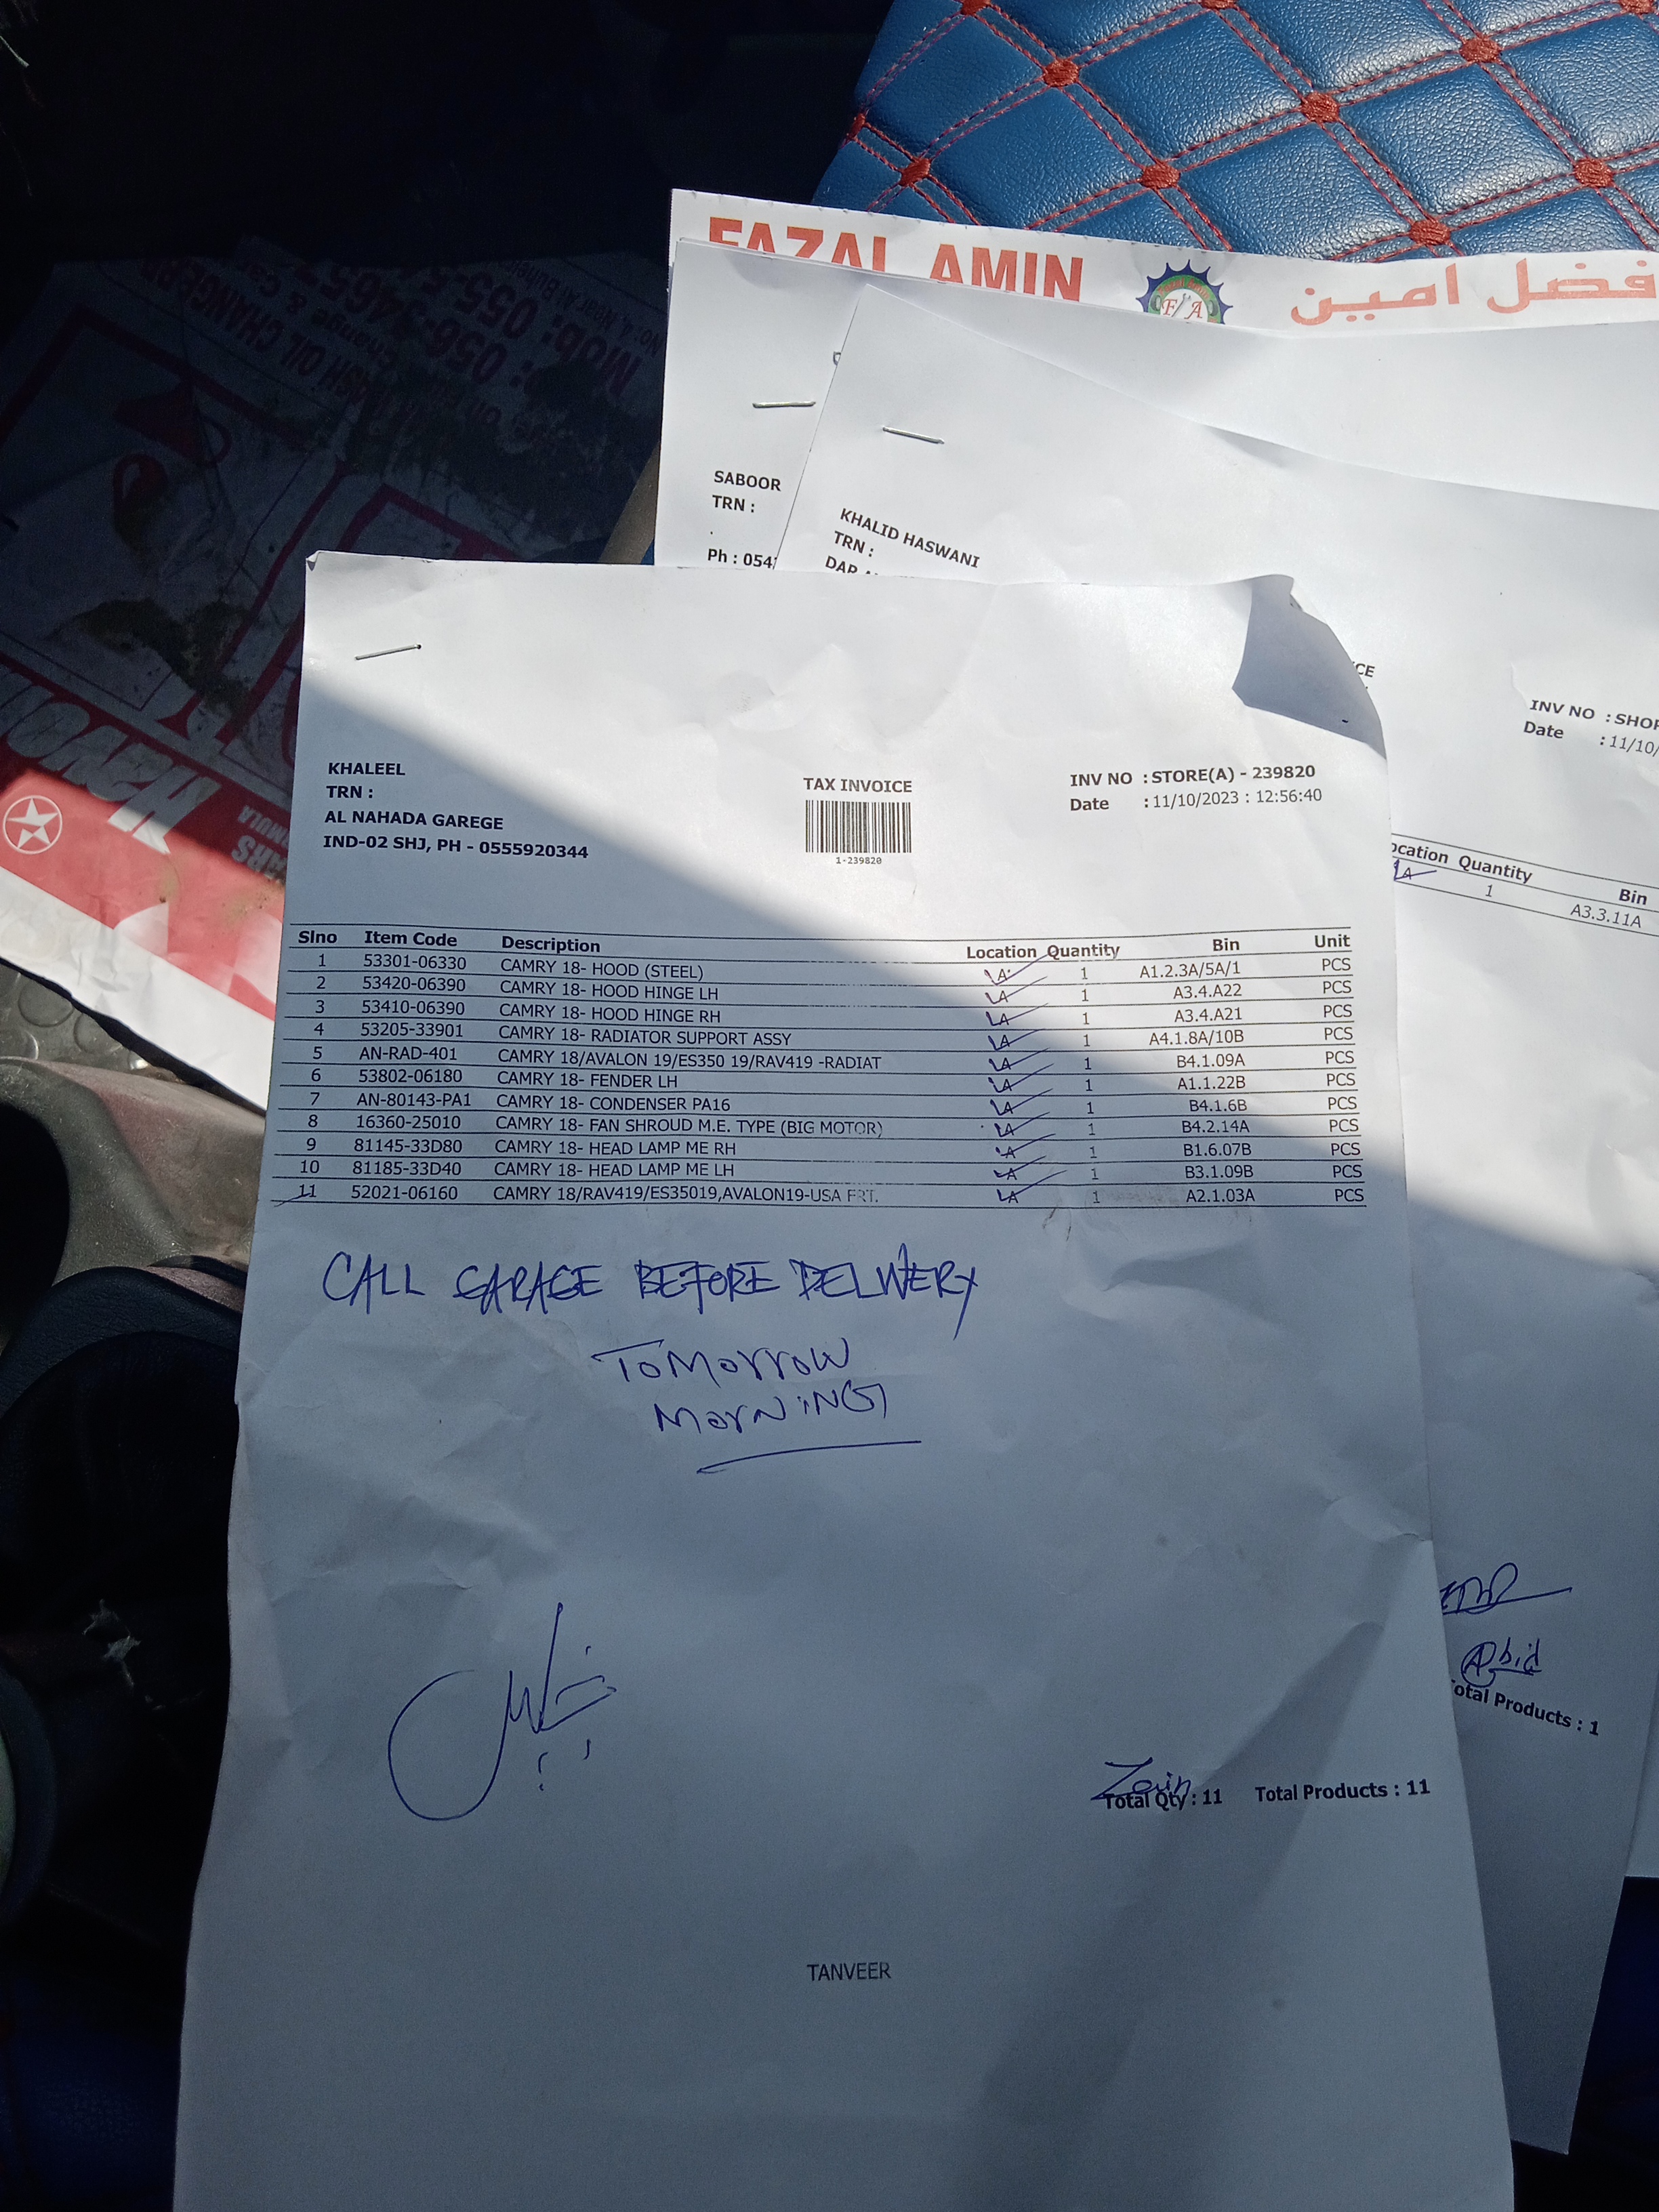 FAZAL AMIN
فضل امين
F A
SABOOR
TRN :
Ph : 054
KHALID HASWANI
TRN :
INV NO : SHOP
Date : 11/10/
Location Quantity Bin
LA 1 A3.3.11A
Abid
Total Products : 1
KHALEEL
TRN :
AL NAHADA GAREGE
IND-02 SHJ, PH - 0555920344
TAX INVOICE
1-239820
INV NO : STORE(A) - 239820
Date : 11/10/2023 : 12:56:40
Slno Item Code Description Location Quantity Bin Unit
1 53301-06330 CAMRY 18- HOOD (STEEL) LA 1 A1.2.3A/5A/1 PCS
2 53420-06390 CAMRY 18- HOOD HINGE LH LA 1 A3.4.A22 PCS
3 53410-06390 CAMRY 18- HOOD HINGE RH LA 1 A3.4.A21 PCS
4 53205-33901 CAMRY 18- RADIATOR SUPPORT ASSY LA 1 A4.1.8A/10B PCS
5 AN-RAD-401 CAMRY 18/AVALON 19/ES350 19/RAV419 -RADIAT LA 1 B4.1.09A PCS
6 53802-06180 CAMRY 18- FENDER LH LA 1 A1.1.22B PCS
7 AN-80143-PA1 CAMRY 18- CONDENSER PA16 LA 1 B4.1.6B PCS
8 16360-25010 CAMRY 18- FAN SHROUD M.E. TYPE (BIG MOTOR) LA 1 B4.2.14A PCS
9 81145-33D80 CAMRY 18- HEAD LAMP ME RH LA 1 B1.6.07B PCS
10 81185-33D40 CAMRY 18- HEAD LAMP ME LH LA 1 B3.1.09B PCS
11 52021-06160 CAMRY 18/RAV419/ES35019,AVALON19-USA FRT. LA 1 A2.1.03A PCS
CALL GARAGE BEFORE DELIVERY
TOMORROW
MORNING
Zain
Total Qty : 11 Total Products : 11
TANVEER